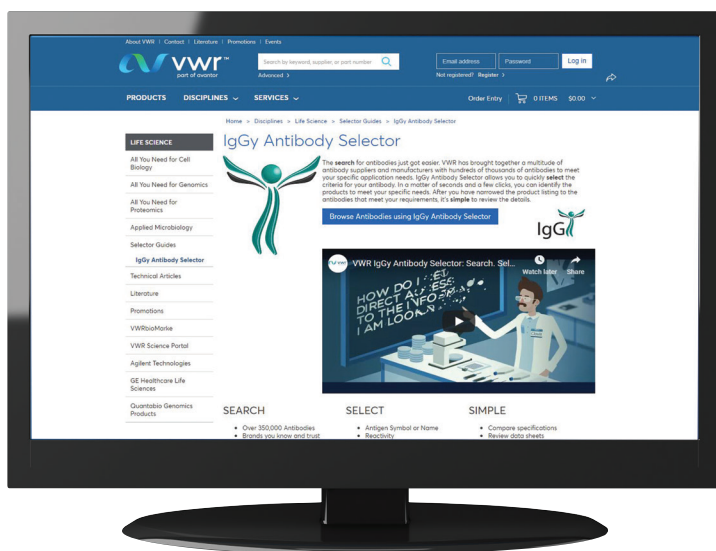 About VWR | Contact | Literature | Promotions | Events
vwr™
part of avantor
Search by keyword, supplier, or part number
Advanced >
Email address
Password
Log In
Not registered? Register >
PRODUCTS
DISCIPLINES
SERVICES
Order Entry
0 ITEMS
$0.00
Home > Disciplines > Life Science > Selector Guides > IgGy Antibody Selector
LIFE SCIENCE
All You Need for Cell
Biology
All You Need for Genomics
All You Need for
Proteomics
Applied Microbiology
Selector Guides
IgGy Antibody Selector
Technical Articles
Literature
Promotions
VWRbioMarke
VWR Science Portal
Agilent Technologies
GE Healthcare Life
Sciences
Quantabio Genomics
Products
IgGy Antibody Selector
The search for antibodies just got easier. VWR has brought together a multitude of
antibody suppliers and manufacturers with hundreds of thousands of antibodies to meet
your specific application needs. IgGy Antibody Selector allows you to quickly select the
criteria for your antibody. In a matter of seconds and a few clicks, you can identify the
products to meet your specific needs. After you have narrowed the product listing to the
antibodies that meet your requirements, it's simple to review the details.
Browse Antibodies using IgGy Antibody Selector
IgG
vwr
VWR IgGy Antibody Selector: Search. Sel...
Watch later
Share
HOW DO I GET
DIRECT
TO THE
I AM
SEARCH
• Over 350,000 Antibodies
• Brands you know and trust
SELECT
• Antigen Symbol or Name
• Reactivity
SIMPLE
• Compare specifications
• Review data sheets